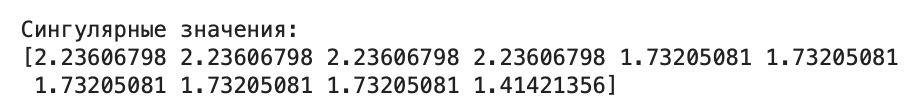 Сингулярные значения:
[2.23606798 2.23606798 2.23606798 2.23606798 1.73205081 1.73205081
1.73205081 1.73205081 1.73205081 1.41421356]